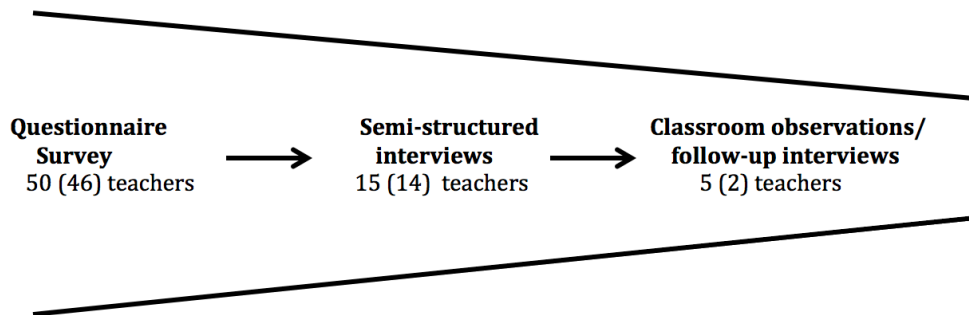 Questionnaire
Survey
50 (46) teachers
Semi-structured
interviews
15 (14) teachers
Classroom observations/
follow-up interviews
5 (2) teachers